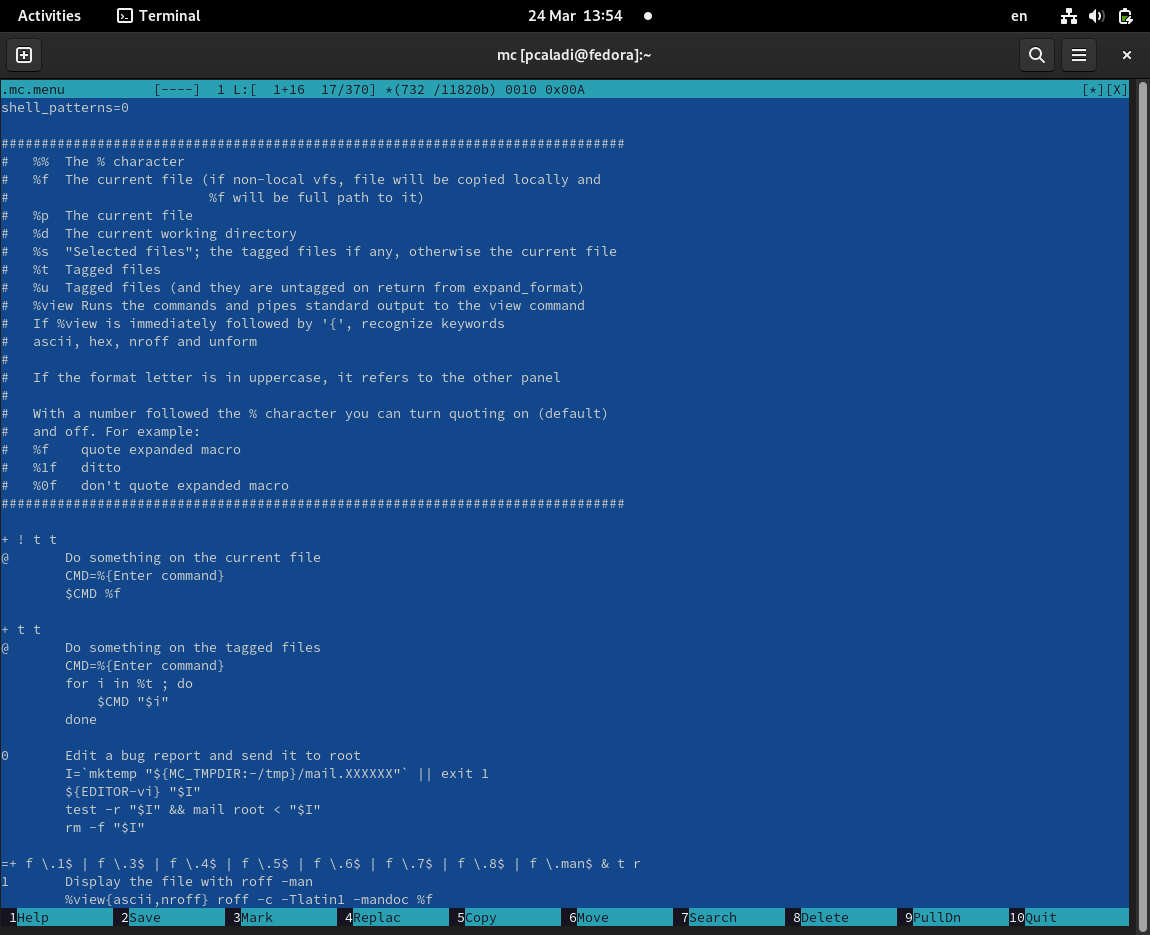 Activities Terminal 24 Mar 13:54 en
mc [pcaladi@fedora]:~
.mc.menu [----] 1 L:[ 1+16 17/370] *(732 /11820b) 0010 0x00A [*][X]
shell_patterns=0
##############################################################################
# %% The % character
# %f The current file (if non-local vfs, file will be copied locally and
# %f will be full path to it)
# %p The current file
# %d The current working directory
# %s "Selected files"; the tagged files if any, otherwise the current file
# %t Tagged files
# %u Tagged files (and they are untagged on return from expand_format)
# %view Runs the commands and pipes standard output to the view command
# If %view is immediately followed by '{', recognize keywords
# ascii, hex, nroff and unform
#
# If the format letter is in uppercase, it refers to the other panel
#
# With a number followed the % character you can turn quoting on (default)
# and off. For example:
# %f quote expanded macro
# %1f ditto
# %0f don't quote expanded macro
##############################################################################
+ ! t t
@ Do something on the current file
CMD=%{Enter command}
$CMD %f
+ t t
@ Do something on the tagged files
CMD=%{Enter command}
for i in %t ; do
$CMD "$i"
done
0 Edit a bug report and send it to root
I=`mktemp "${MC_TMPDIR:-/tmp}/mail.XXXXXX"` || exit 1
${EDITOR-vi} "$I"
test -r "$I" && mail root < "$I"
rm -f "$I"
=+ f \.1$ | f \.3$ | f \.4$ | f \.5$ | f \.6$ | f \.7$ | f \.8$ | f \.man$ & t r
1 Display the file with roff -man
%view{ascii,nroff} roff -c -Tlatin1 -mandoc %f
1Help 2Save 3Mark 4Replac 5Copy 6Move 7Search 8Delete 9PullDn 10Quit